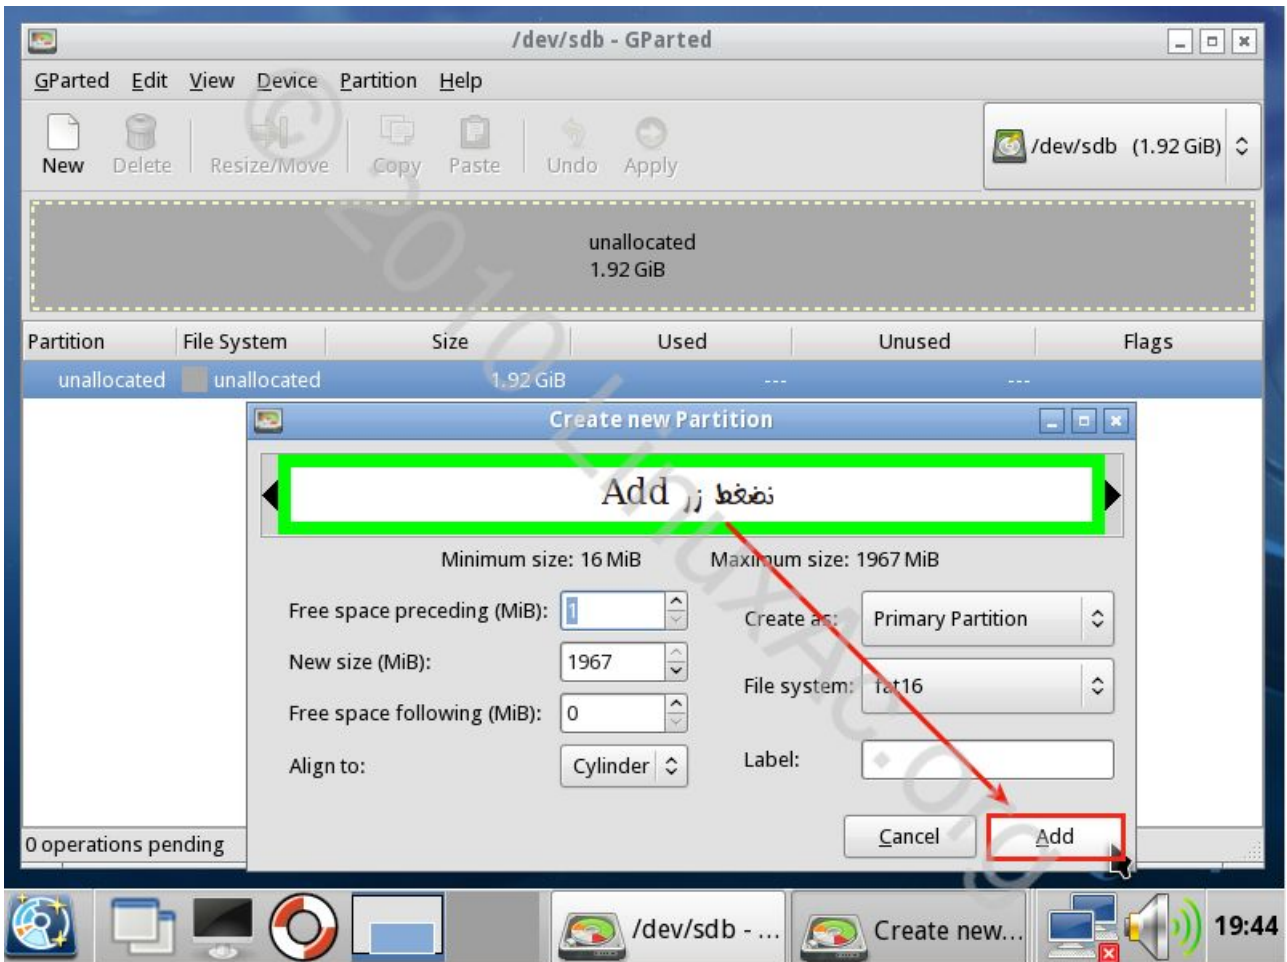 /dev/sdb - GParted
GParted Edit View Device Partition Help
New Delete Resize/Move Copy Paste Undo Apply
/dev/sdb (1.92 GiB)
unallocated
1.92 GiB
Partition File System Size Used Unused Flags
unallocated unallocated 1.92 GiB --- ---
Create new Partition
نضغط زر Add
Minimum size: 16 MiB Maximum size: 1967 MiB
Free space preceding (MiB): 1
Create as: Primary Partition
New size (MiB): 1967
File system: fat16
Free space following (MiB): 0
Align to: Cylinder
Label:
Cancel Add
0 operations pending
/dev/sdb - ... Create new... 19:44
© 2010 LinuxAc.org